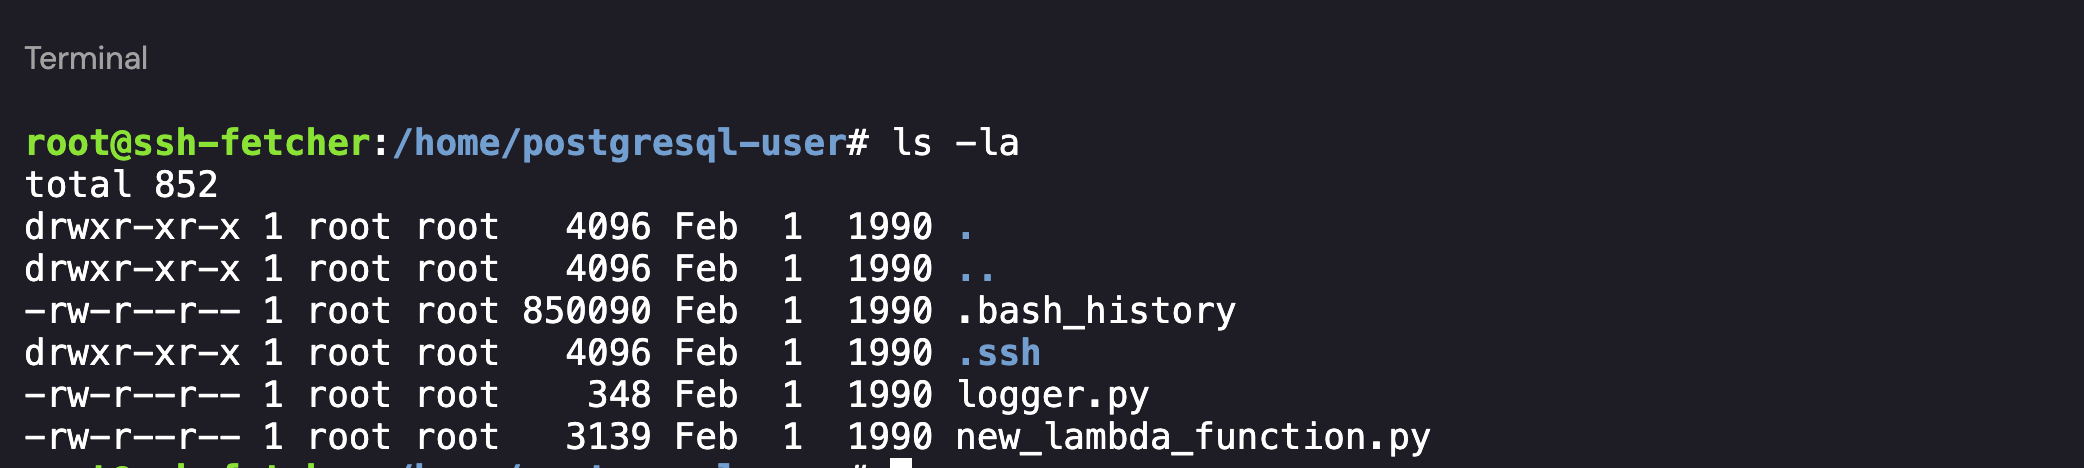 Terminal
root@ssh-fetcher:/home/postgresql-user# ls -la
total 852
drwxr-xr-x 1 root root   4096 Feb  1  1990 .
drwxr-xr-x 1 root root   4096 Feb  1  1990 ..
-rw-r--r-- 1 root root 850090 Feb  1  1990 .bash_history
drwxr-xr-x 1 root root   4096 Feb  1  1990 .ssh
-rw-r--r-- 1 root root    348 Feb  1  1990 logger.py
-rw-r--r-- 1 root root   3139 Feb  1  1990 new_lambda_function.py